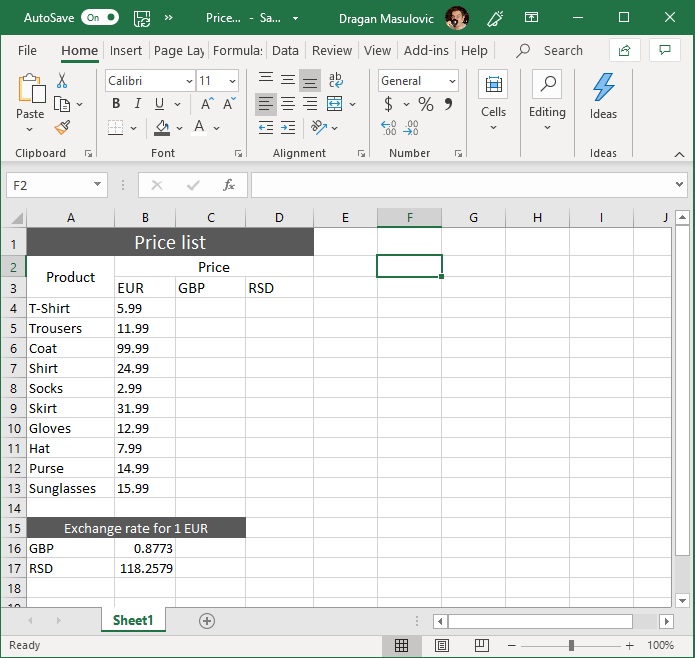 AutoSave On » Price... - Sa... Dragan Masulovic
File Home Insert Page Lay Formula: Data Review View Add-ins Help Search
Calibri 11 ab General
Paste B I U A A $ % 9 Cells Editing Ideas
A .00 .00
Clipboard Font Alignment Number Ideas
F2 fx
A B C D E F G H I J
1 Price list
2 Product Price
3 EUR GBP RSD
4 T-Shirt 5.99
5 Trousers 11.99
6 Coat 99.99
7 Shirt 24.99
8 Socks 2.99
9 Skirt 31.99
10 Gloves 12.99
11 Hat 7.99
12 Purse 14.99
13 Sunglasses 15.99
14
15 Exchange rate for 1 EUR
16 GBP 0.8773
17 RSD 118.2579
18
Sheet1
Ready 100%